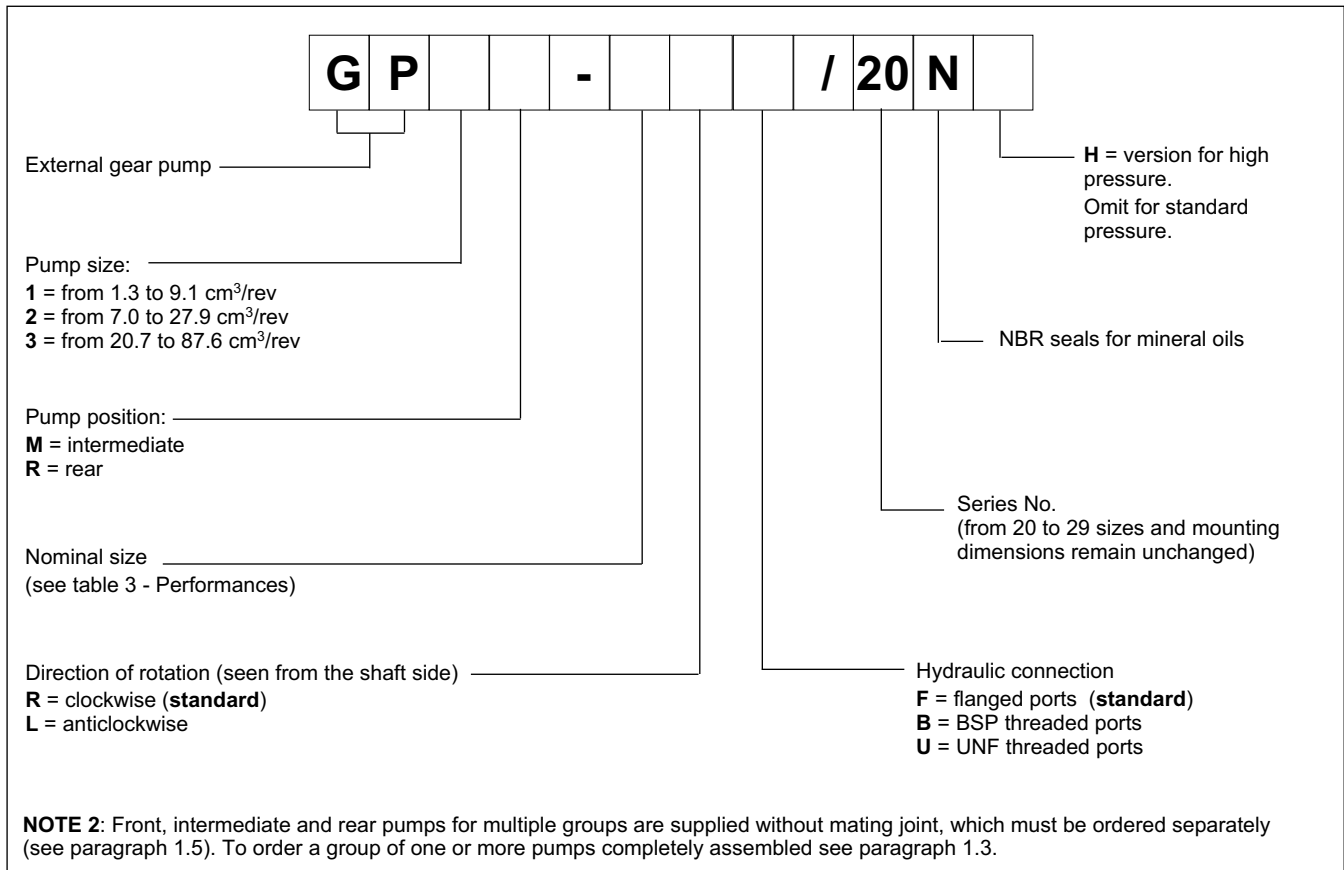 G P - / 20 N
External gear pump
H = version for high
pressure.
Omit for standard
pressure.
Pump size:
1 = from 1.3 to 9.1 cm³/rev
2 = from 7.0 to 27.9 cm³/rev
3 = from 20.7 to 87.6 cm³/rev
NBR seals for mineral oils
Pump position:
M = intermediate
R = rear
Series No.
(from 20 to 29 sizes and mounting
dimensions remain unchanged)
Nominal size
(see table 3 - Performances)
Direction of rotation (seen from the shaft side)
R = clockwise (standard)
L = anticlockwise
Hydraulic connection
F = flanged ports (standard)
B = BSP threaded ports
U = UNF threaded ports
NOTE 2: Front, intermediate and rear pumps for multiple groups are supplied without mating joint, which must be ordered separately
(see paragraph 1.5). To order a group of one or more pumps completely assembled see paragraph 1.3.